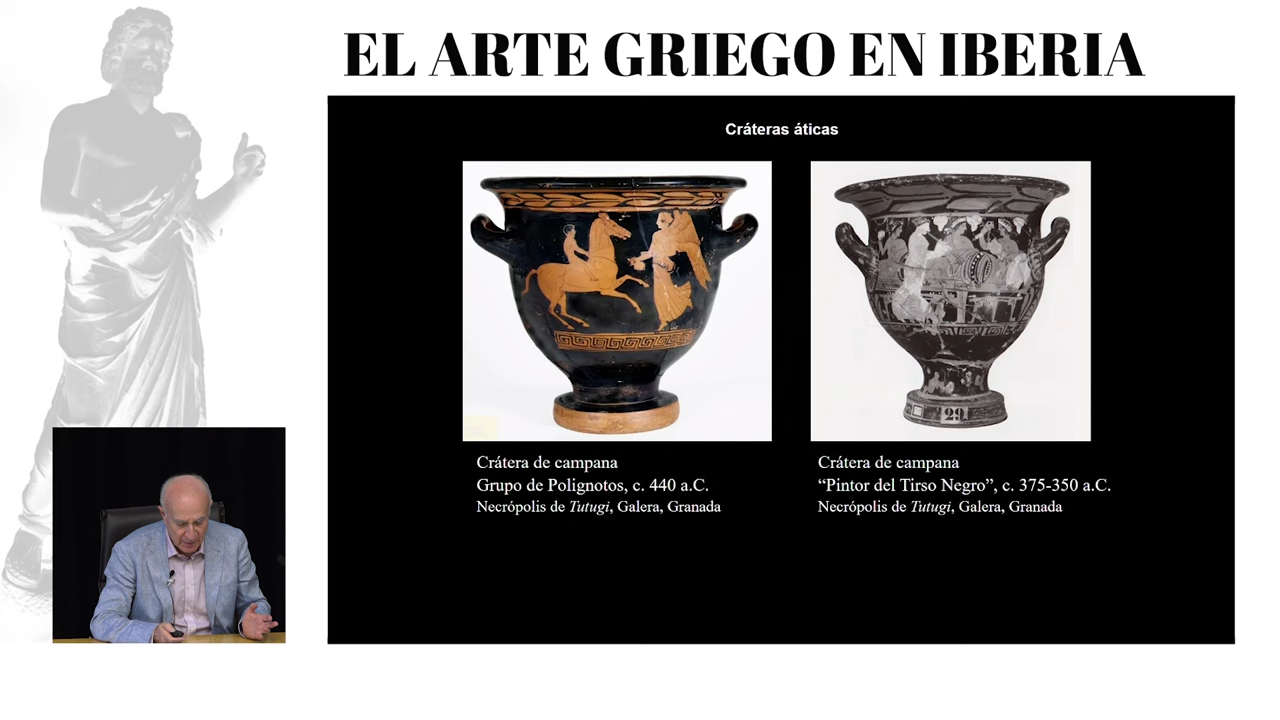 EL ARTE GRIEGO EN IBERIA
Cráteras áticas
29
Crátera de campana
Grupo de Polignotos, c. 440 a.C.
Necrópolis de Tutugi, Galera, Granada
Crátera de campana
“Pintor del Tirso Negro”, c. 375-350 a.C.
Necrópolis de Tutugi, Galera, Granada